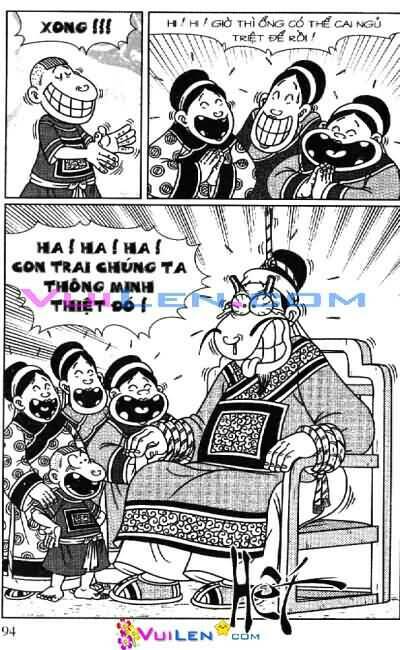 XONG !!!
HI ! HI ! GIỜ THÌ ÔNG CÓ THỂ CAI NGỦ
TRIỆT ĐỂ RỒI !
HA ! HA ! HA !
CON TRAI CHÚNG TA
THÔNG MINH
THIỆT ĐÓ !
VUILEN.COM
HẾT
94
VUILEN.COM